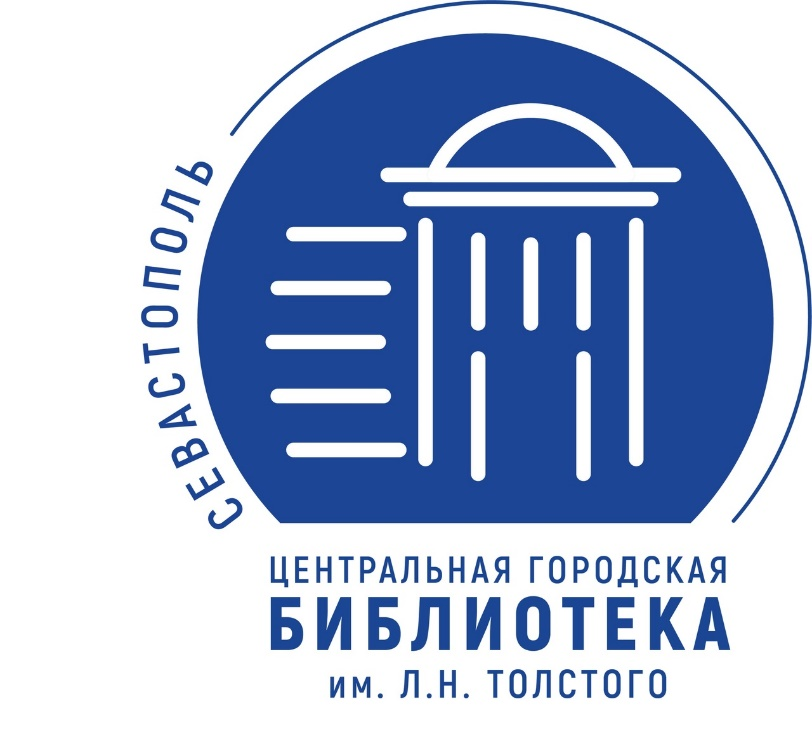 СЕВАСТОПОЛЬ
ЦЕНТРАЛЬНАЯ ГОРОДСКАЯ
БИБЛИОТЕКА
им. Л.Н. ТОЛСТОГО